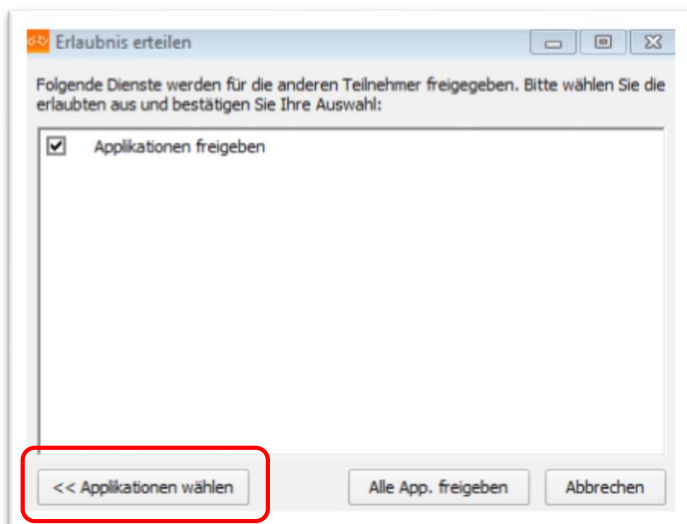 Erlaubnis erteilen
Folgende Dienste werden für die anderen Teilnehmer freigegeben. Bitte wählen Sie die
erlaubten aus und bestätigen Sie Ihre Auswahl:
Applikationen freigeben
<< Applikationen wählen Alle App. freigeben Abbrechen